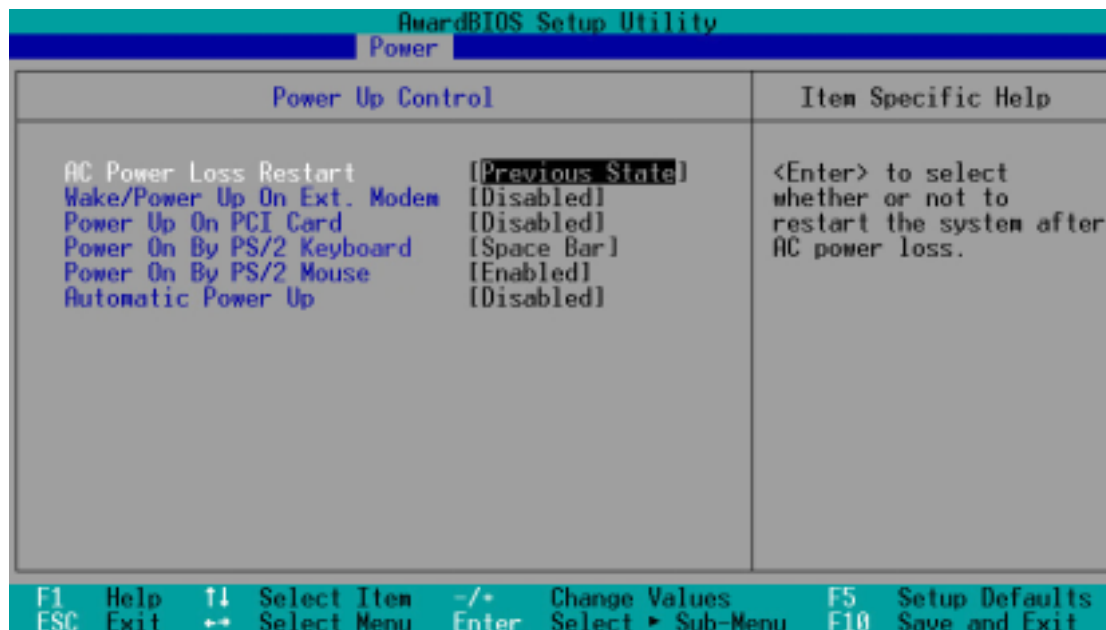 AwardBIOS Setup Utility
Power
Power Up Control
Item Specific Help
AC Power Loss Restart [Previous State]
Wake/Power Up On Ext. Modem [Disabled]
Power Up On PCI Card [Disabled]
Power On By PS/2 Keyboard [Space Bar]
Power On By PS/2 Mouse [Enabled]
Automatic Power Up [Disabled]
<Enter> to select
whether or not to
restart the system after
AC power loss.
F1 Help ↑↓ Select Item -/+ Change Values F5 Setup Defaults
ESC Exit ←→ Select Menu Enter Select ► Sub-Menu F10 Save and Exit